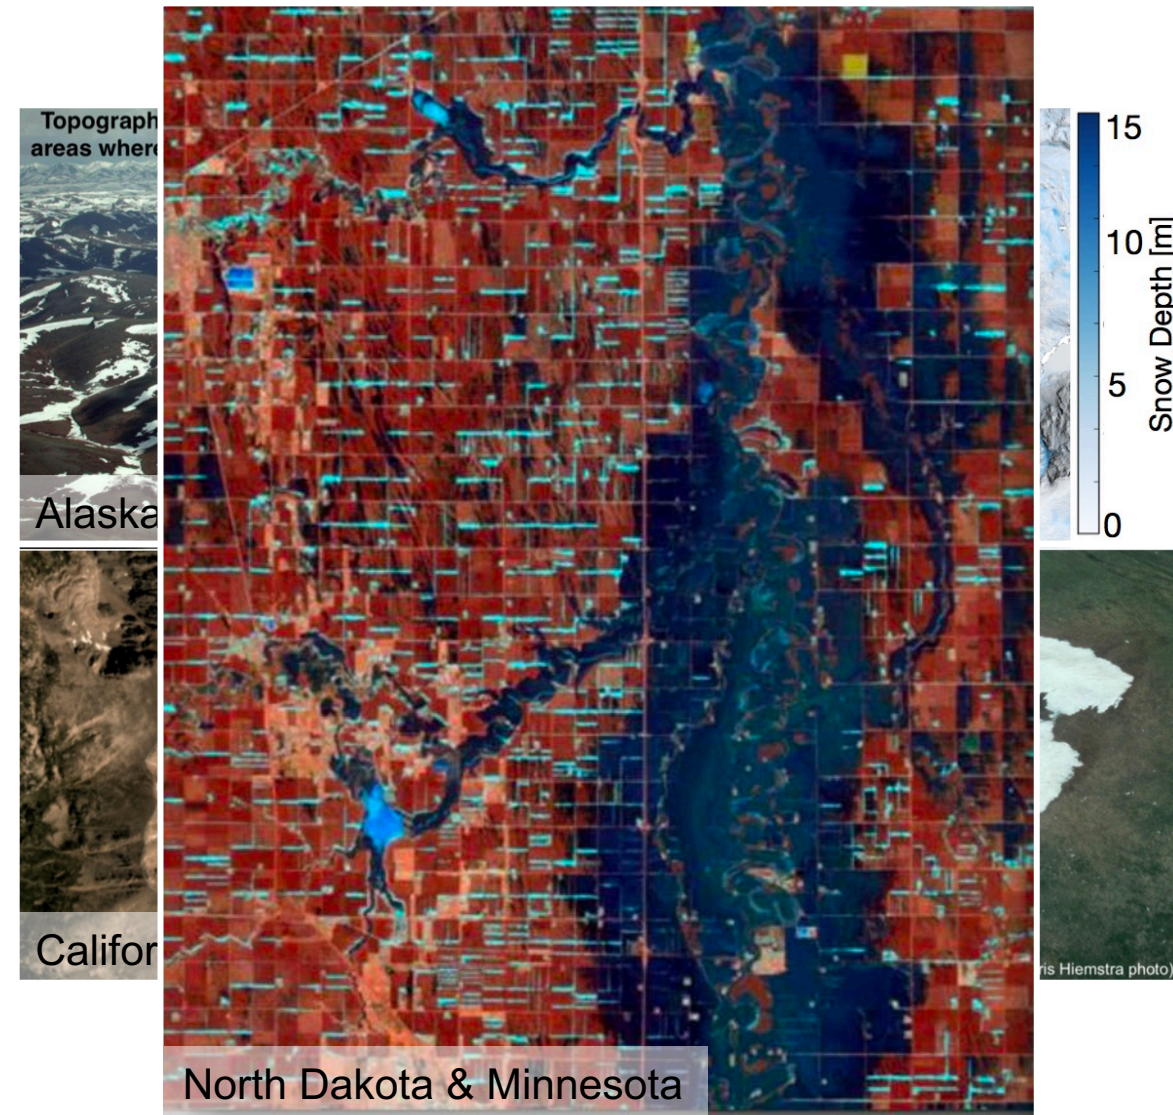 Topograph
areas where
15
10
5
0
Snow Depth [m]
Alaska
Califor
ris Hiemstra photo)
North Dakota & Minnesota